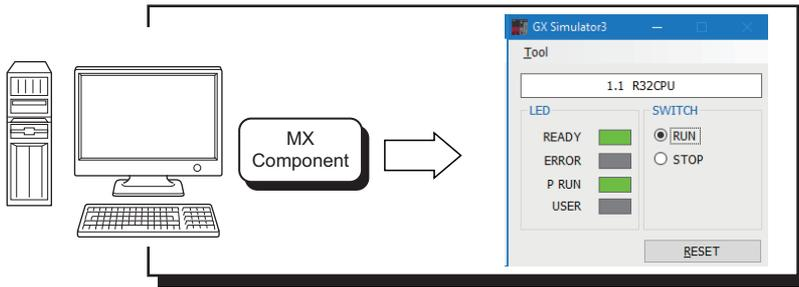 MX
Component
GX Simulator3
Tool
1.1 R32CPU
LED
READY
ERROR
P RUN
USER
SWITCH
RUN
STOP
RESET